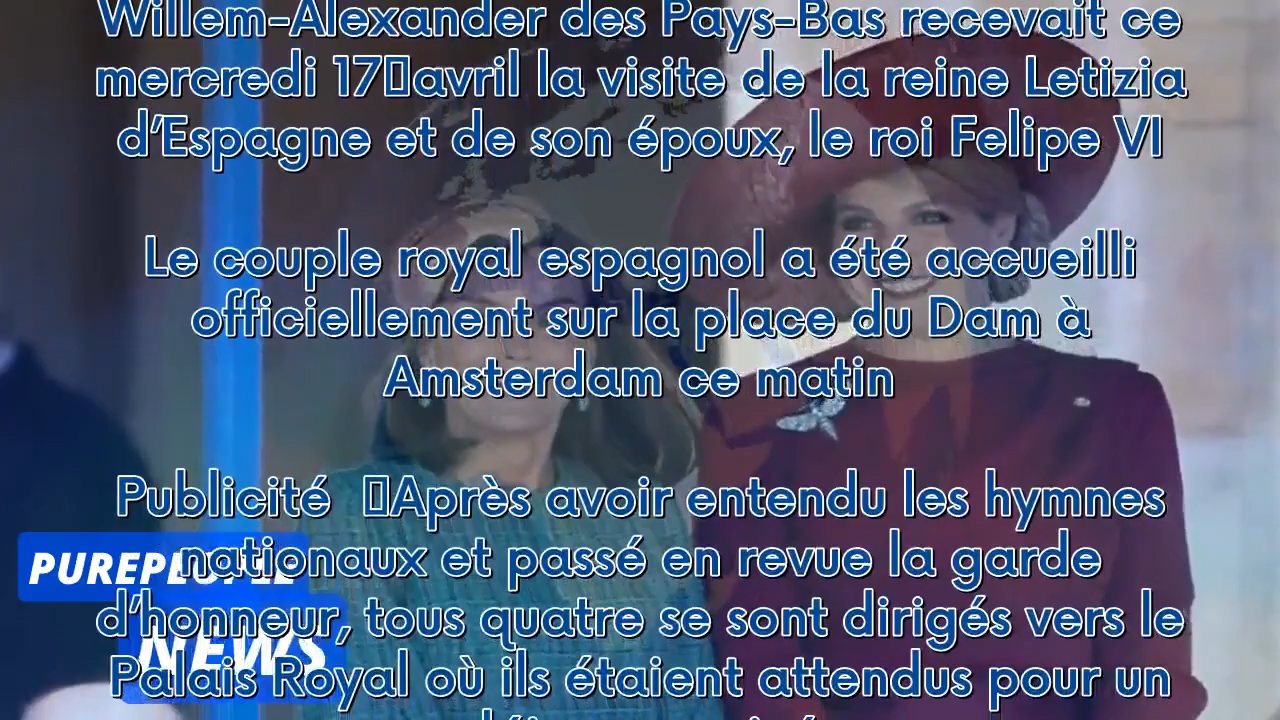 Willem-Alexander des Pays-Bas recevait ce
mercredi 17▯avril la visite de la reine Letizia
d’Espagne et de son époux, le roi Felipe VI
Le couple royal espagnol a été accueilli
officiellement sur la place du Dam à
Amsterdam ce matin
Publicité ▯Après avoir entendu les hymnes
nationaux et passé en revue la garde
d’honneur, tous quatre se sont dirigés vers le
Palais Royal où ils étaient attendus pour un
PUREPEOPLE
NEWS